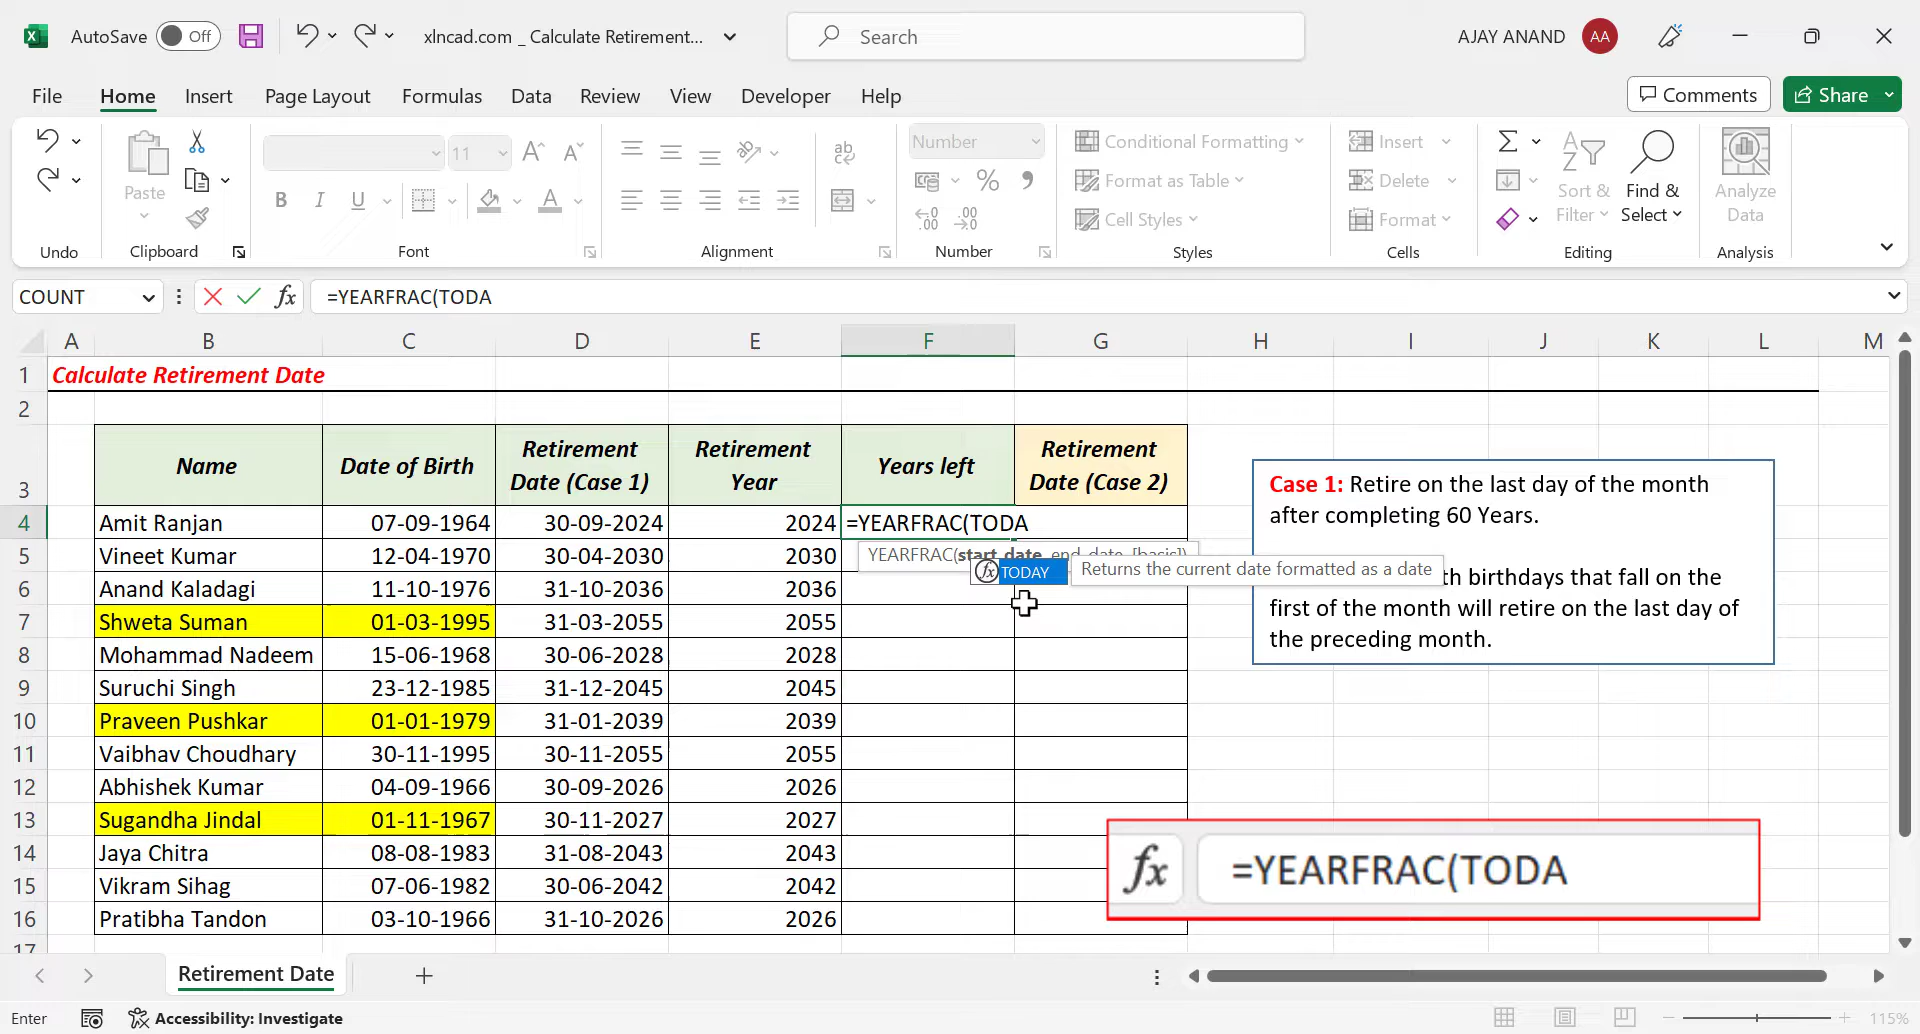 AutoSave Off xlncad.com _ Calculate Retirement... Search AJAY ANAND AA
File Home Insert Page Layout Formulas Data Review View Developer Help Comments Share
Paste
11
B I U A
ab
Number
% 9
.00
Conditional Formatting
Format as Table
Cell Styles
Insert
Delete
Format
Sort &
Filter
Find &
Select
Analyze
Data
Undo Clipboard Font Alignment Number Styles Cells Editing Analysis
COUNT fx =YEARFRAC(TODA
A B C D E F G H I J K L M
1 Calculate Retirement Date
2
3 Name Date of Birth Retirement Date (Case 1) Retirement Year Years left Retirement Date (Case 2)
4 Amit Ranjan 07-09-1964 30-09-2024 2024 =YEARFRAC(TODA
5 Vineet Kumar 12-04-1970 30-04-2030 2030
YEARFRAC(start_date, end_date, [basis])
fx TODAY Returns the current date formatted as a date
6 Anand Kaladagi 11-10-1976 31-10-2036 2036
7 Shweta Suman 01-03-1995 31-03-2055 2055
8 Mohammad Nadeem 15-06-1968 30-06-2028 2028
9 Suruchi Singh 23-12-1985 31-12-2045 2045
10 Praveen Pushkar 01-01-1979 31-01-2039 2039
11 Vaibhav Choudhary 30-11-1995 30-11-2055 2055
12 Abhishek Kumar 04-09-1966 30-09-2026 2026
13 Sugandha Jindal 01-11-1967 30-11-2027 2027
14 Jaya Chitra 08-08-1983 31-08-2043 2043
15 Vikram Sihag 07-06-1982 30-06-2042 2042
16 Pratibha Tandon 03-10-1966 31-10-2026 2026
17
Case 1: Retire on the last day of the month
after completing 60 Years.
birthdays that fall on the
first of the month will retire on the last day of
the preceding month.
fx =YEARFRAC(TODA
Retirement Date
Enter Accessibility: Investigate 115%